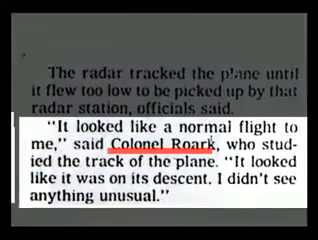 The radar tracked the plane until
it flew too low to be picked up by that
radar station, officials said.
"It looked like a normal flight to
me," said Colonel Roark, who stud-
ied the track of the plane. "It looked
like it was on its descent. I didn't see
anything unusual."